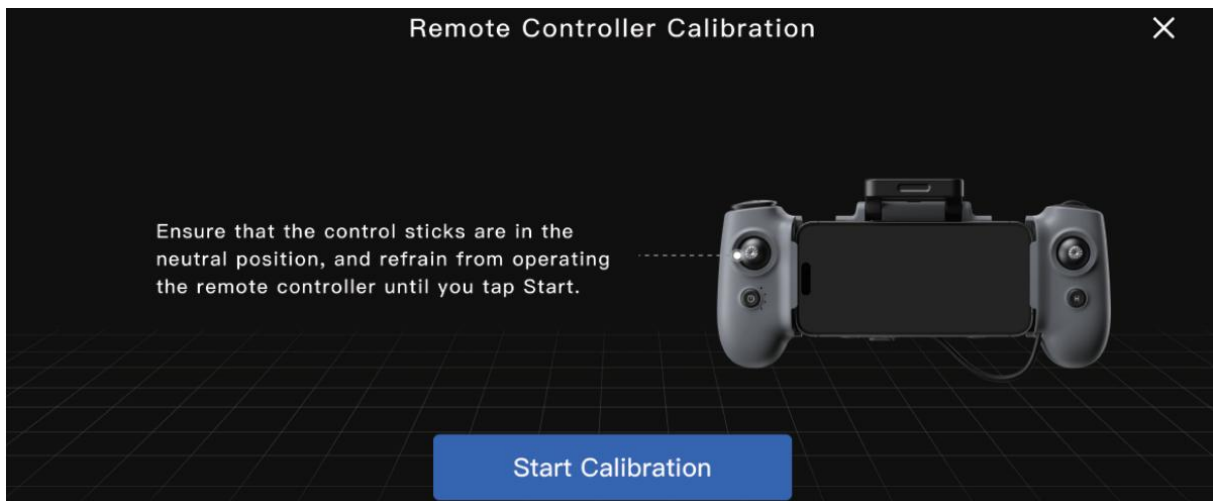 Remote Controller Calibration
Ensure that the control sticks are in the
neutral position, and refrain from operating
the remote controller until you tap Start.
Start Calibration